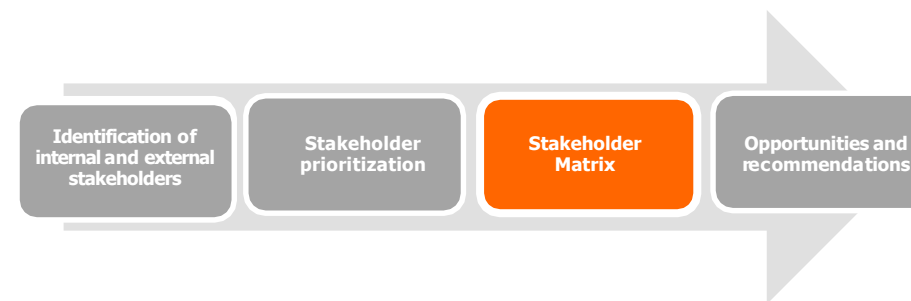 Identification of
internal and external
stakeholders
Stakeholder
prioritization
Stakeholder
Matrix
Opportunities and
recommendations